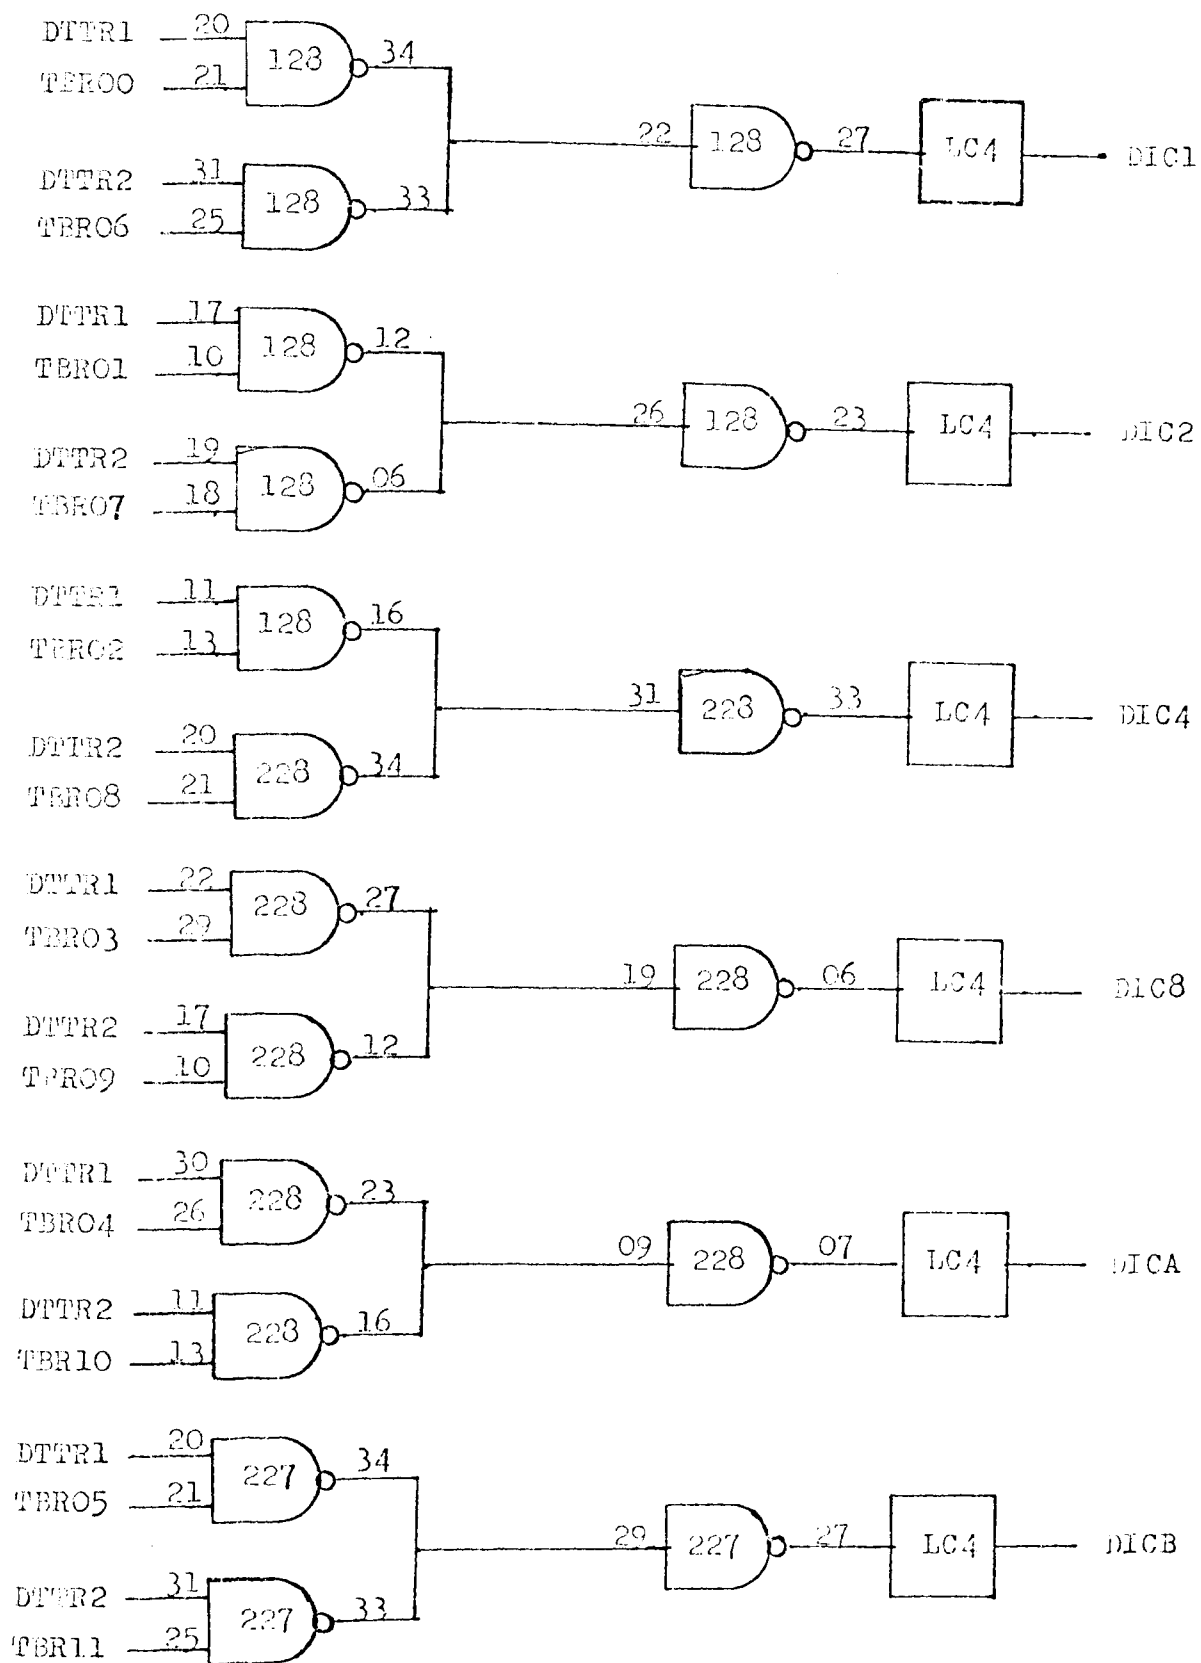 DTTR1 20
128 34
TBR00 21
22 128 27 LC4 DIC1
DTTR2 31
128 33
TBR06 25
DTTR1 17
128 12
TBR01 10
26 128 23 LC4 DIC2
DTTR2 19
128 06
TBR07 18
DTTR1 11
128 16
TBR02 13
31 228 33 LC4 DIC4
DTTR2 20
228 34
TBR08 21
DTTR1 22
228 27
TBR03 29
19 228 06 LC4 DIC8
DTTR2 17
228 12
TBR09 10
DTTR1 30
228 23
TBR04 26
09 228 07 LC4 DICA
DTTR2 11
228 16
TBR10 13
DTTR1 20
227 34
TBR05 21
29 227 27 LC4 DICB
DTTR2 31
227 33
TBR11 25